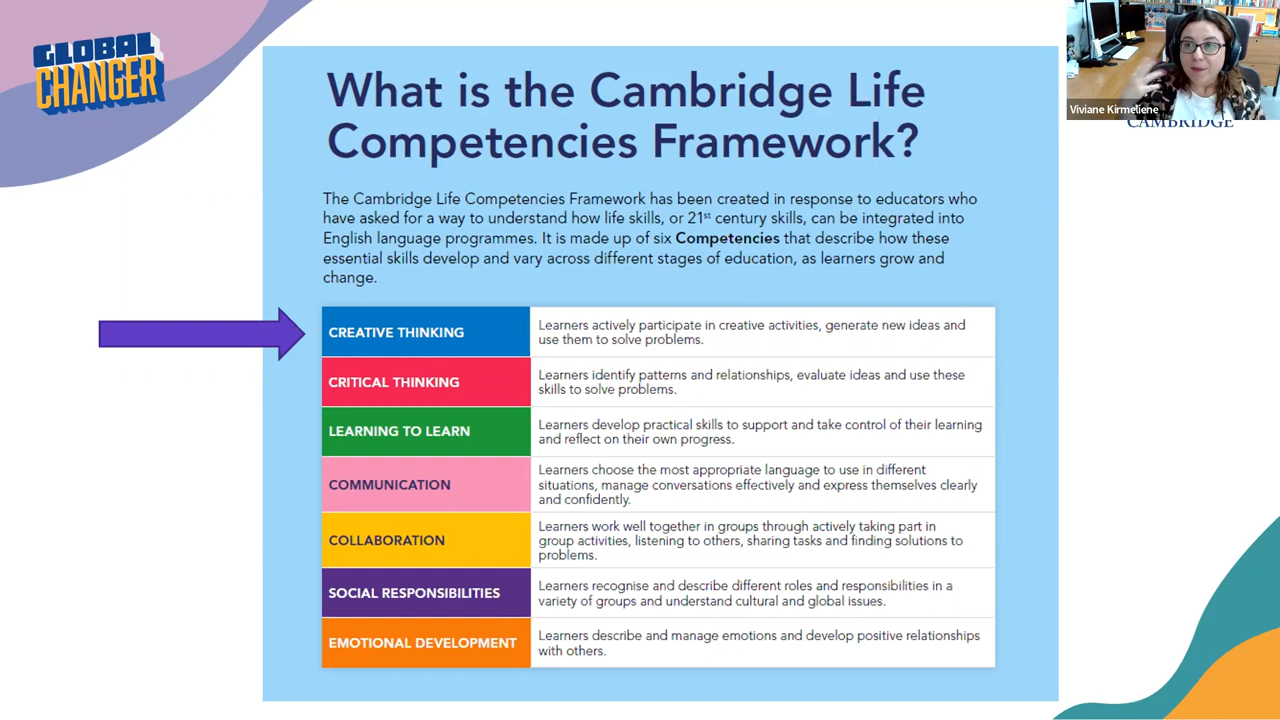 GLOBAL
CHANGER
What is the Cambridge Life
Competencies Framework?
The Cambridge Life Competencies Framework has been created in response to educators who
have asked for a way to understand how life skills, or 21st century skills, can be integrated into
English language programmes. It is made up of six Competencies that describe how these
essential skills develop and vary across different stages of education, as learners grow and
change.
CREATIVE THINKING
Learners actively participate in creative activities, generate new ideas and
use them to solve problems.
CRITICAL THINKING
Learners identify patterns and relationships, evaluate ideas and use these
skills to solve problems.
LEARNING TO LEARN
Learners develop practical skills to support and take control of their learning
and reflect on their own progress.
COMMUNICATION
Learners choose the most appropriate language to use in different
situations, manage conversations effectively and express themselves clearly
and confidently.
COLLABORATION
Learners work well together in groups through actively taking part in
group activities, listening to others, sharing tasks and finding solutions to
problems.
SOCIAL RESPONSIBILITIES
Learners recognise and describe different roles and responsibilities in a
variety of groups and understand cultural and global issues.
EMOTIONAL DEVELOPMENT
Learners describe and manage emotions and develop positive relationships
with others.
Viviane Kirmeliene
CAMBRIDGE